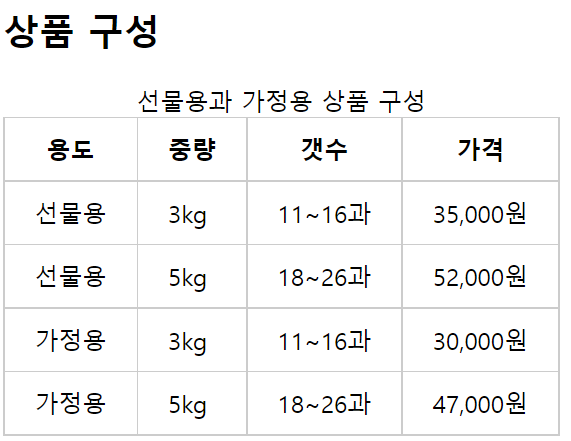 상품 구성
선물용과 가정용 상품 구성
용도 중량 갯수 가격
선물용 3kg 11~16과 35,000원
선물용 5kg 18~26과 52,000원
가정용 3kg 11~16과 30,000원
가정용 5kg 18~26과 47,000원